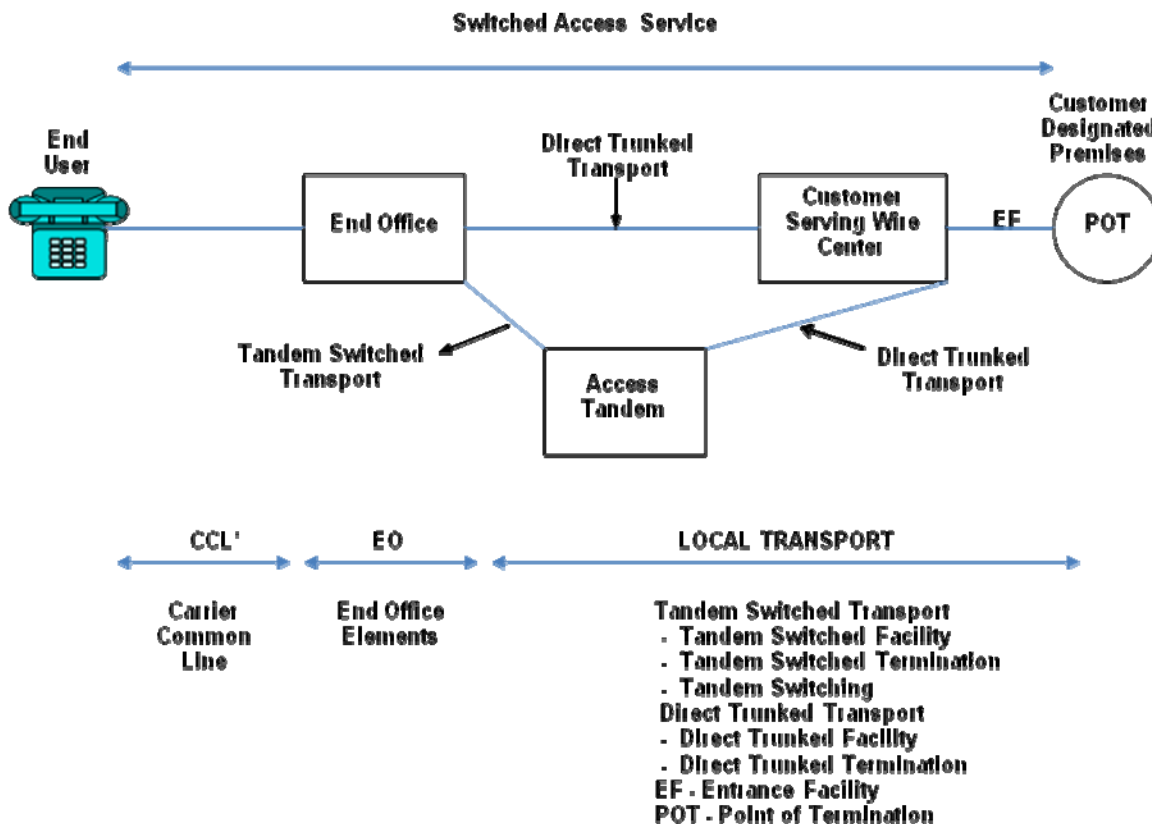 Switched Access Service
Customer
Designated
Premises
End
User
Direct Trunked
Transport
End Office
Customer
Serving Wire
Center
EF
POT
Tandem Switched
Transport
Access
Tandem
Direct Trunked
Transport
CCL'
EO
LOCAL TRANSPORT
Carrier
Common
Line
End Office
Elements
Tandem Switched Transport
- Tandem Switched Facility
- Tandem Switched Termination
- Tandem Switching
Direct Trunked Transport
- Direct Trunked Facility
- Direct Trunked Termination
EF - Entrance Facility
POT - Point of Termination